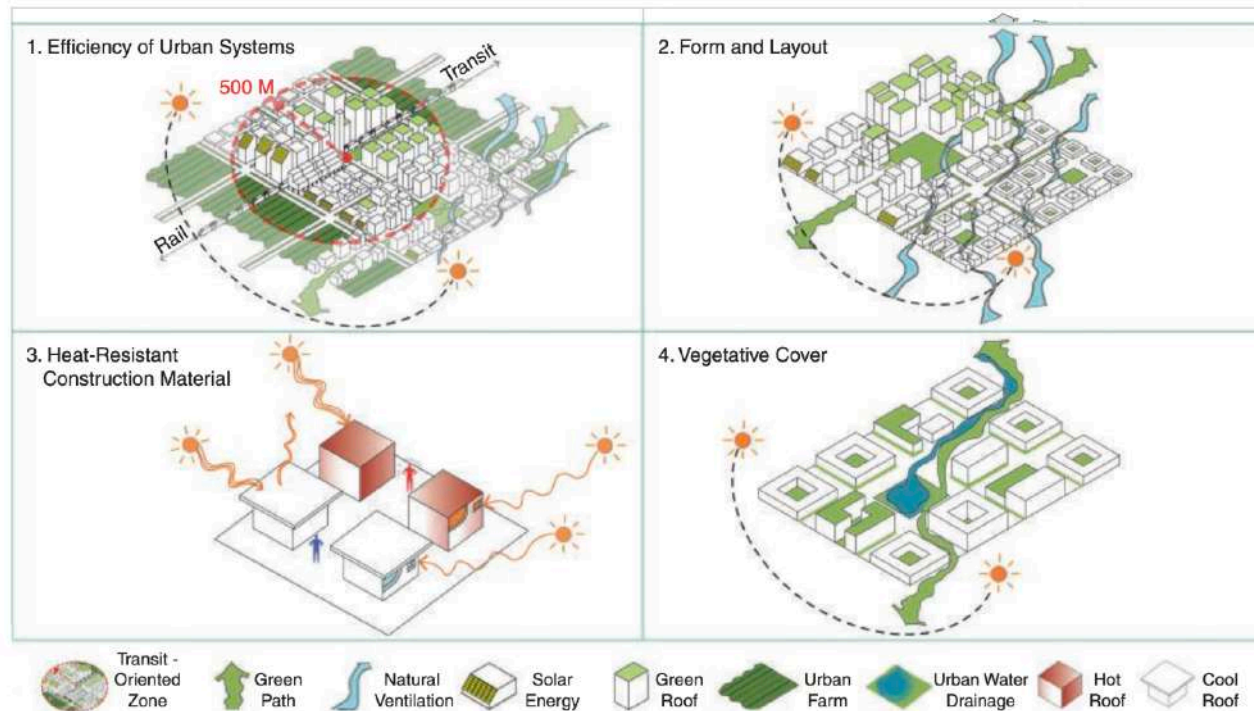 1. Efficiency of Urban Systems
500 M
Transit
Rail
2. Form and Layout
3. Heat-Resistant
Construction Material
4. Vegetative Cover
Transit -
Oriented
Zone
Green
Path
Natural
Ventilation
Solar
Energy
Green
Roof
Urban
Farm
Urban Water
Drainage
Hot
Roof
Cool
Roof